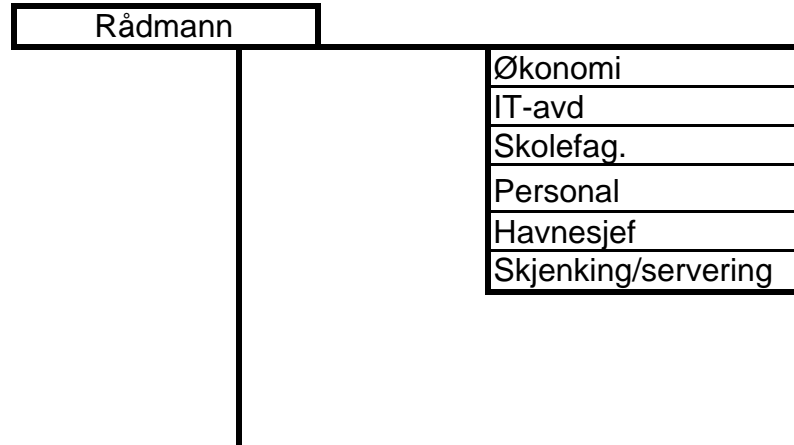 Rådmann
Økonomi
IT-avd
Skolefag.
Personal
Havnesjef
Skjenking/servering